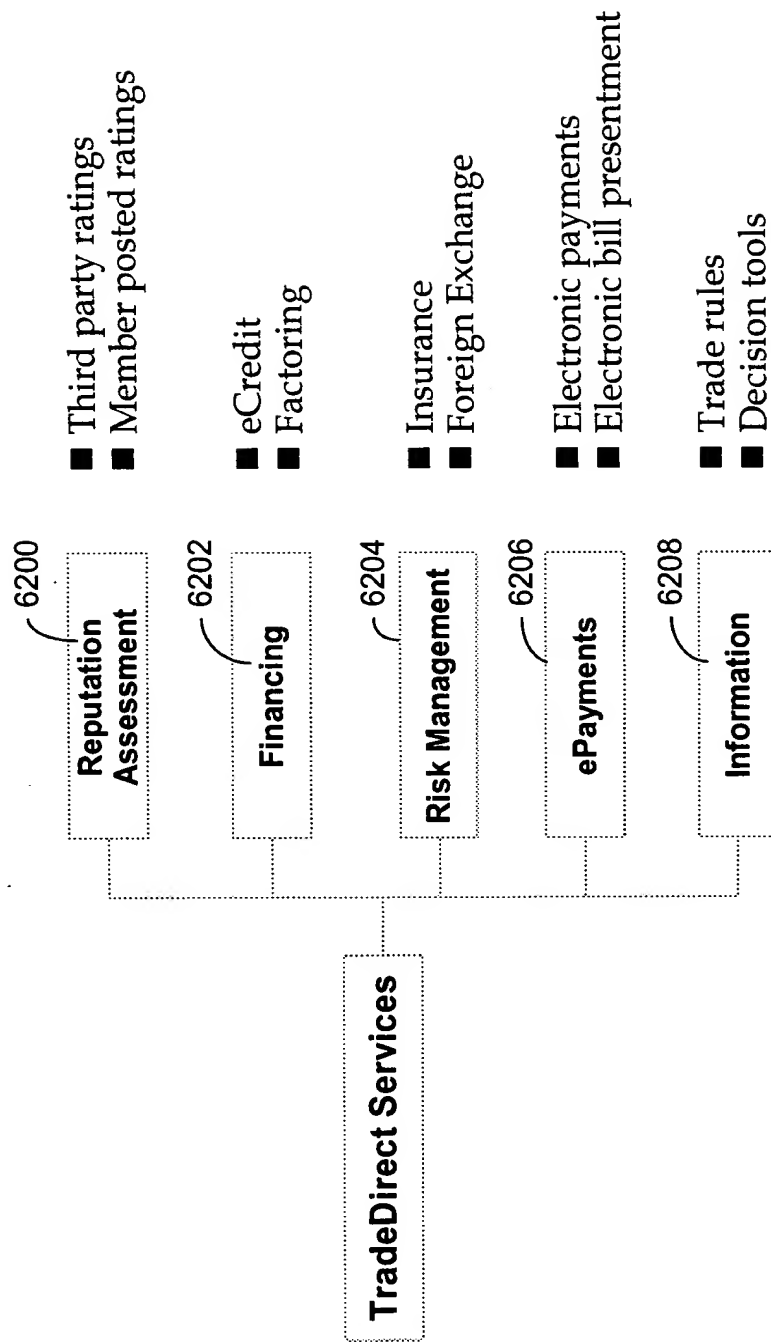 TradeDirect Services
6200
Reputation
Assessment
■ Third party ratings
■ Member posted ratings
6202
Financing
■ eCredit
■ Factoring
6204
Risk Management
■ Insurance
■ Foreign Exchange
6206
ePayments
■ Electronic payments
■ Electronic bill presentment
6208
Information
■ Trade rules
■ Decision tools